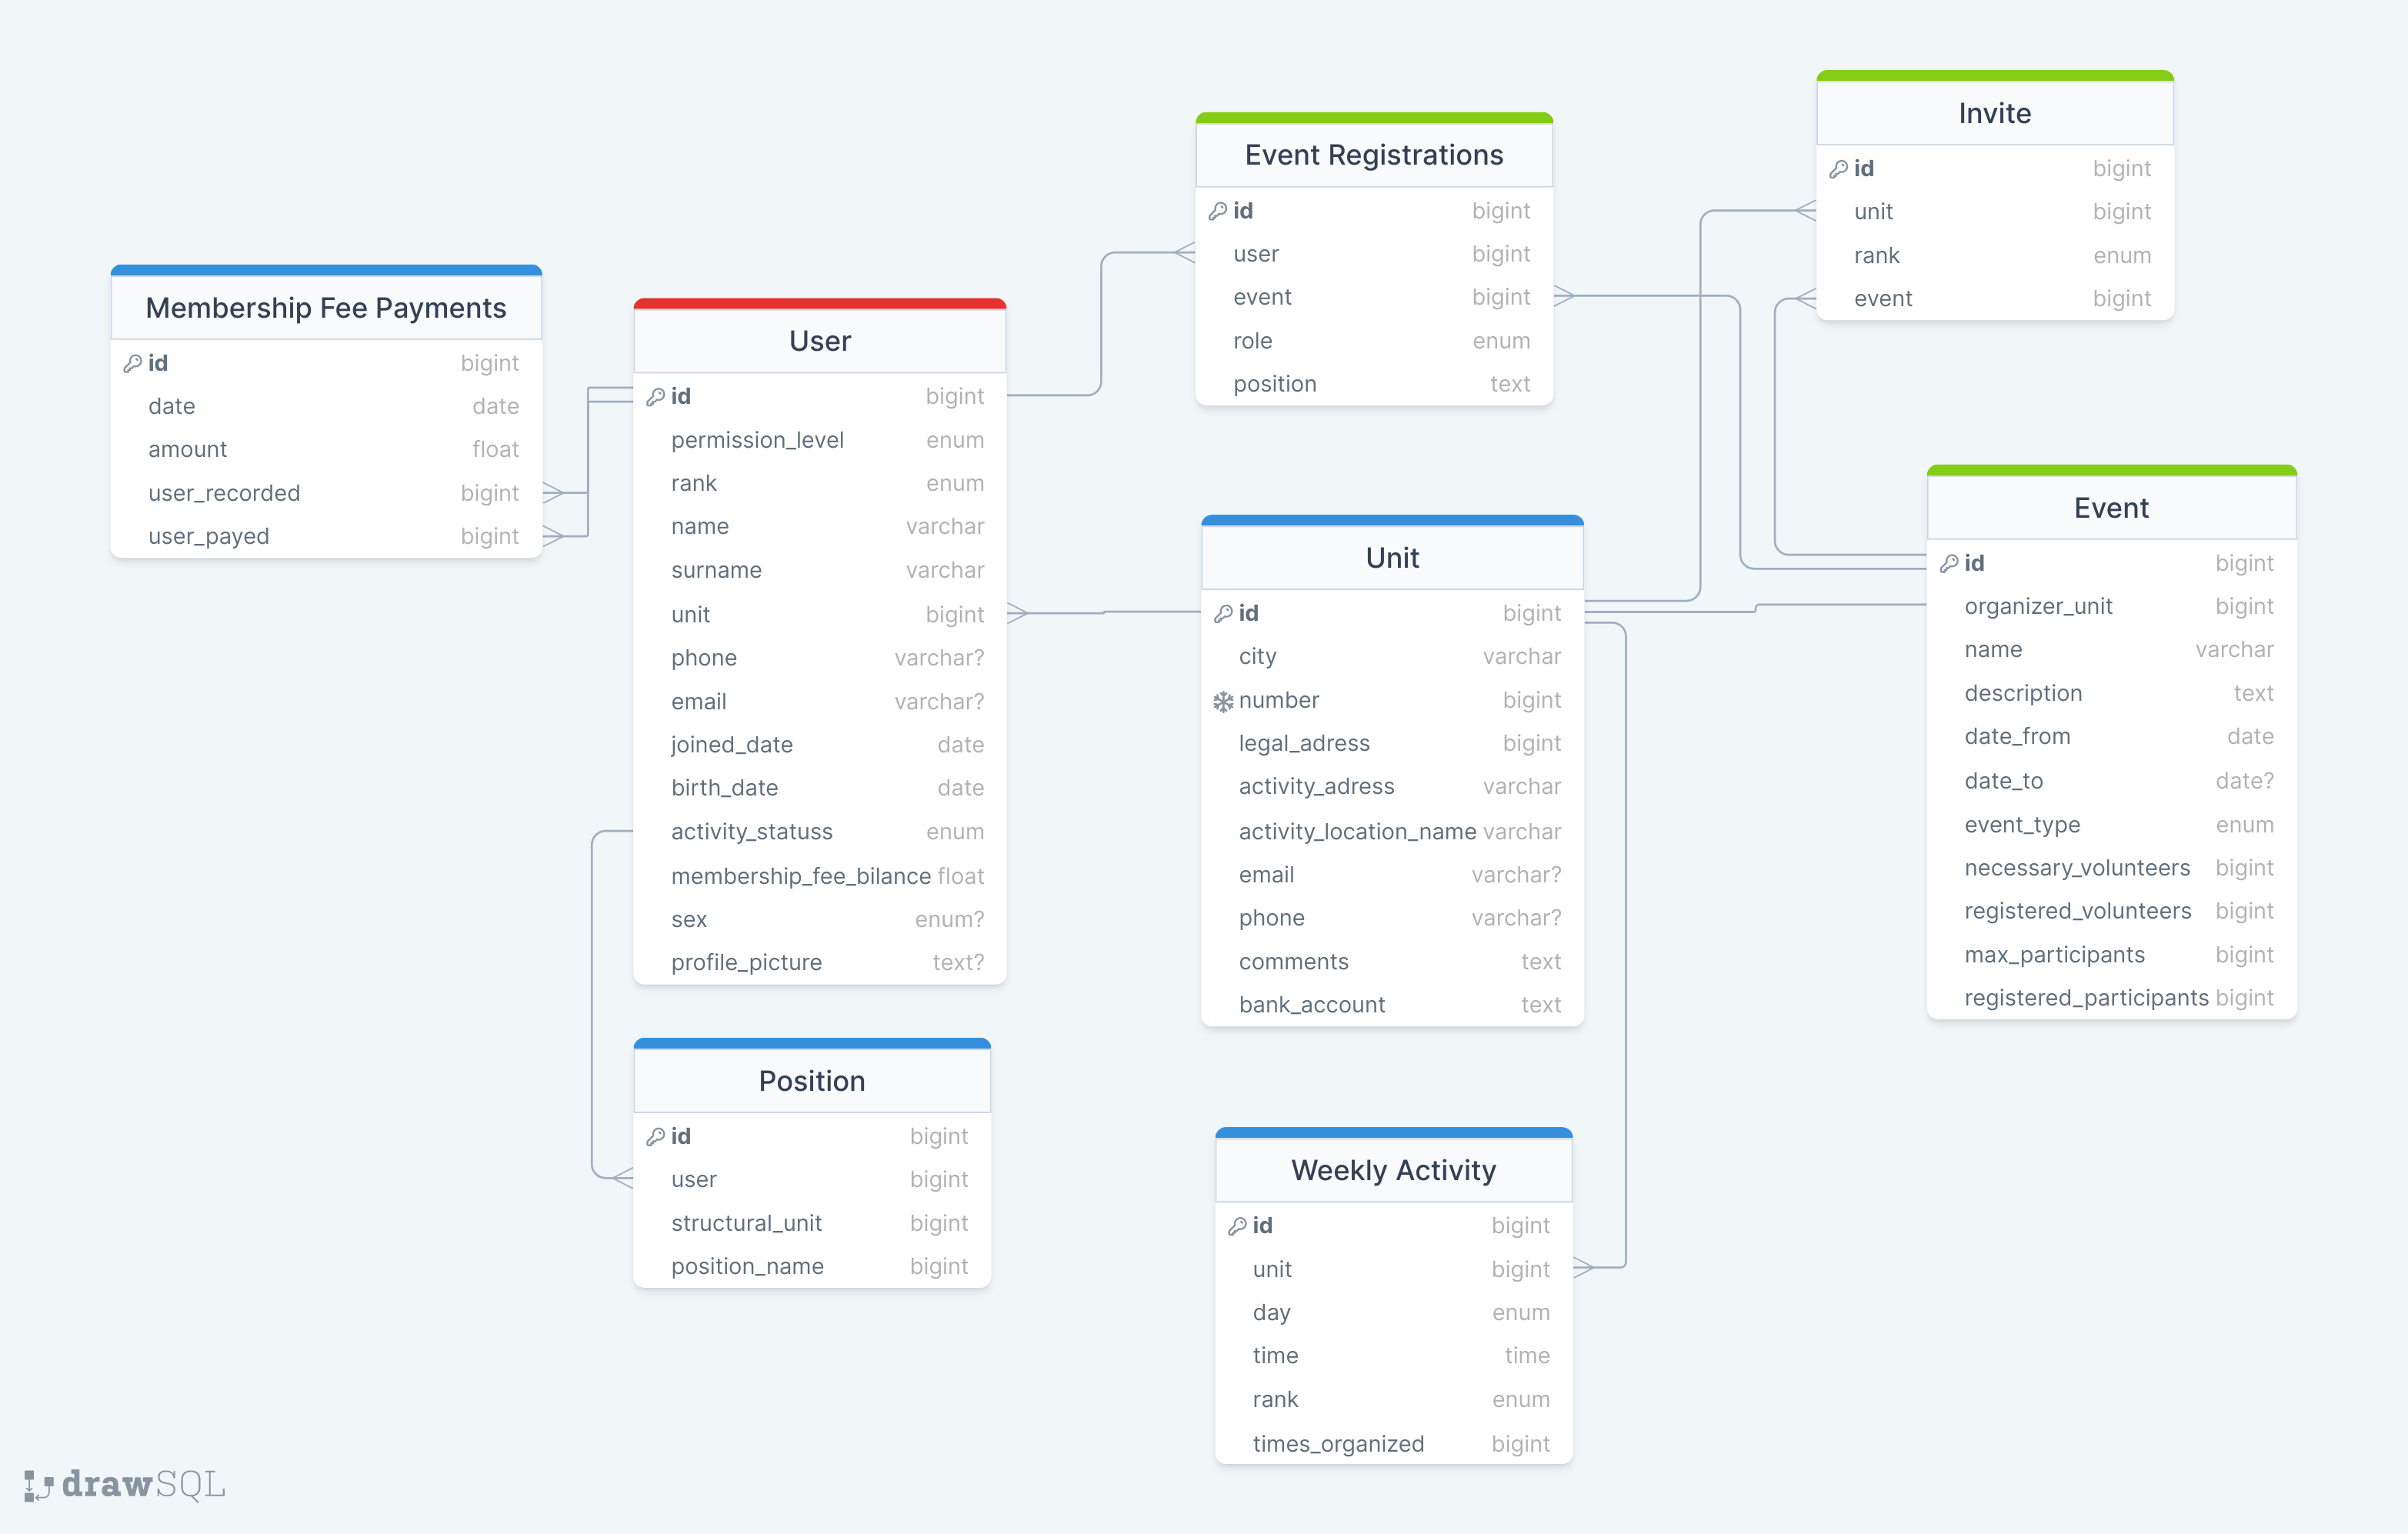 Membership Fee Payments
id bigint
date date
amount float
user_recorded bigint
user_payed bigint
User
id bigint
permission_level enum
rank enum
name varchar
surname varchar
unit bigint
phone varchar?
email varchar?
joined_date date
birth_date date
activity_statuss enum
membership_fee_bilance float
sex enum?
profile_picture text?
Position
id bigint
user bigint
structural_unit bigint
position_name bigint
Event Registrations
id bigint
user bigint
event bigint
role enum
position text
Unit
id bigint
city varchar
number bigint
legal_adress bigint
activity_adress varchar
activity_location_name varchar
email varchar?
phone varchar?
comments text
bank_account text
Weekly Activity
id bigint
unit bigint
day enum
time time
rank enum
times_organized bigint
Invite
id bigint
unit bigint
rank enum
event bigint
Event
id bigint
organizer_unit bigint
name varchar
description text
date_from date
date_to date?
event_type enum
necessary_volunteers bigint
registered_volunteers bigint
max_participants bigint
registered_participants bigint
drawSQL